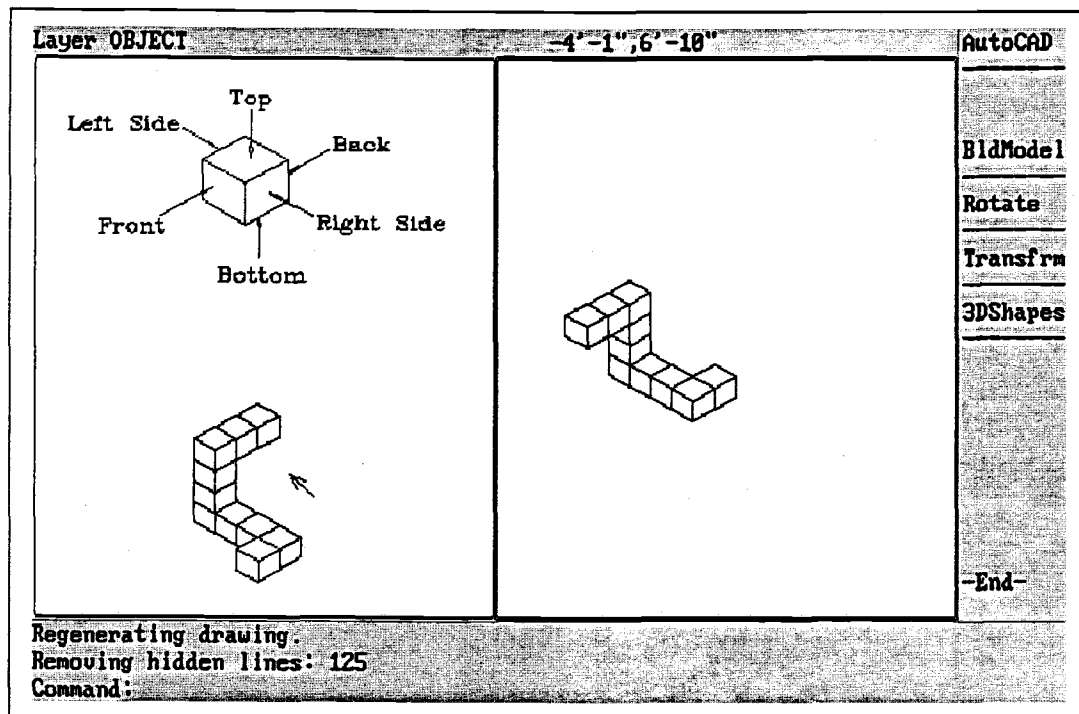 Layer OBJECT
-4'-1",6'-10"
AutoCAD
Top
Left Side
Back
Front
Right Side
Bottom
BldModel
Rotate
Transfrm
3DShapes
-End-
Regenerating drawing.
Removing hidden lines: 125
Command: